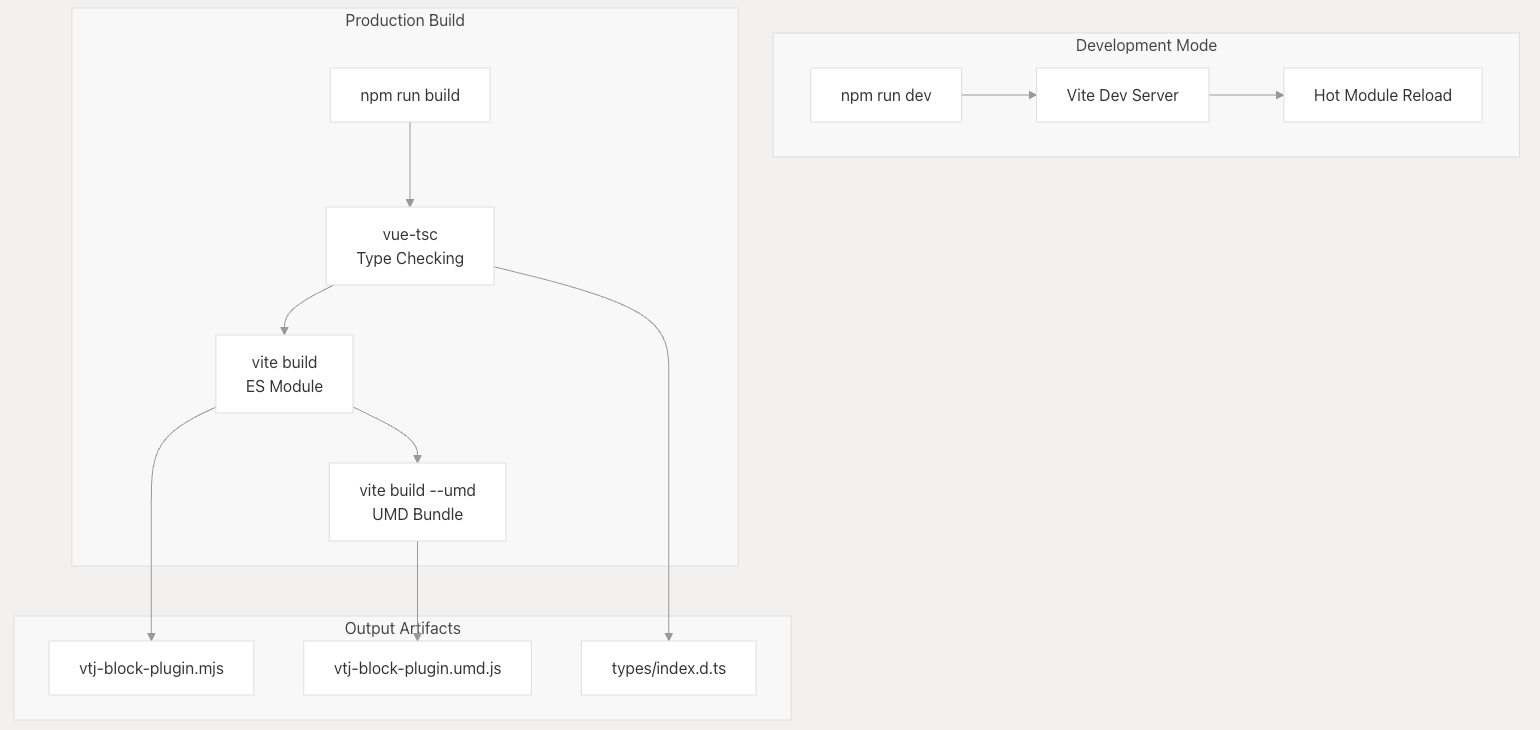 Production Build
npm run build
vue-tsc
Type Checking
vite build
ES Module
vite build --umd
UMD Bundle
Output Artifacts
vtj-block-plugin.mjs
vtj-block-plugin.umd.js
types/index.d.ts
Development Mode
npm run dev
Vite Dev Server
Hot Module Reload